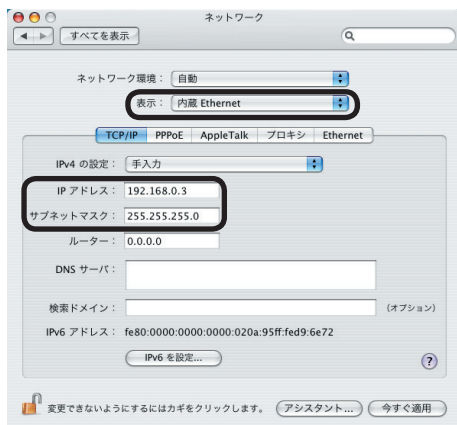 ネットワーク
すべてを表示
ネットワーク環境： 自動
表示： 内蔵 Ethernet
TCP/IP PPPoE AppleTalk プロキシ Ethernet
IPv4 の設定： 手入力
IP アドレス： 192.168.0.3
サブネットマスク： 255.255.255.0
ルーター： 0.0.0.0
DNS サーバ：
検索ドメイン： (オプション)
IPv6 アドレス： fe80:0000:0000:0000:020a:95ff:fed9:6e72
IPv6 を設定...
?
変更できないようにするにはカギをクリックします。 アシスタント... 今すぐ適用